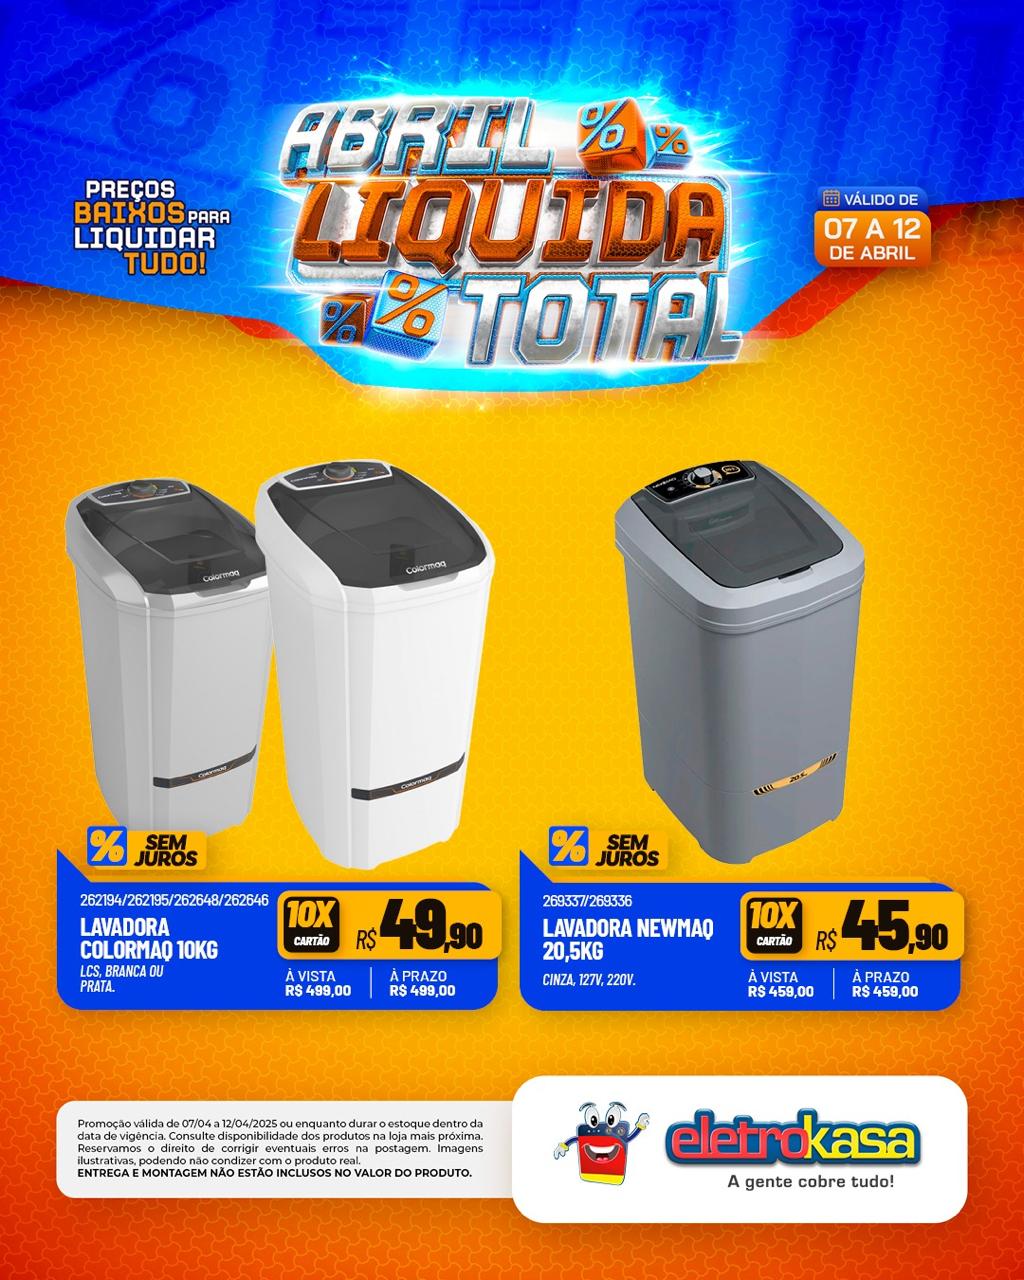 ABRIL
LIQUIDA
TOTAL
% %
% %
PREÇOS
BAIXOS PARA
LIQUIDAR
TUDO!
VÁLIDO DE
07 A 12
DE ABRIL
Colormaq
Colormaq
Colormaq
Colormaq
Colormaq
Colormaq
20,5
% SEM
JUROS
262194/262195/262648/262646
LAVADORA
COLORMAQ 10KG
LCS, BRANCA OU
PRATA.
10X
CARTÃO
R$ 49,90
À VISTA
R$ 499,00
À PRAZO
R$ 499,00
% SEM
JUROS
269337/269336
LAVADORA NEWMAQ
20,5KG
CINZA, 127V, 220V.
10X
CARTÃO
R$ 45,90
À VISTA
R$ 459,00
À PRAZO
R$ 459,00
Promoção válida de 07/04 a 12/04/2025 ou enquanto durar o estoque dentro da
data de vigência. Consulte disponibilidade dos produtos na loja mais próxima.
Reservamos o direito de corrigir eventuais erros na postagem. Imagens
ilustrativas, podendo não condizer com o produto real.
ENTREGA E MONTAGEM NÃO ESTÃO INCLUSOS NO VALOR DO PRODUTO.
eletrokasa
A gente cobre tudo!